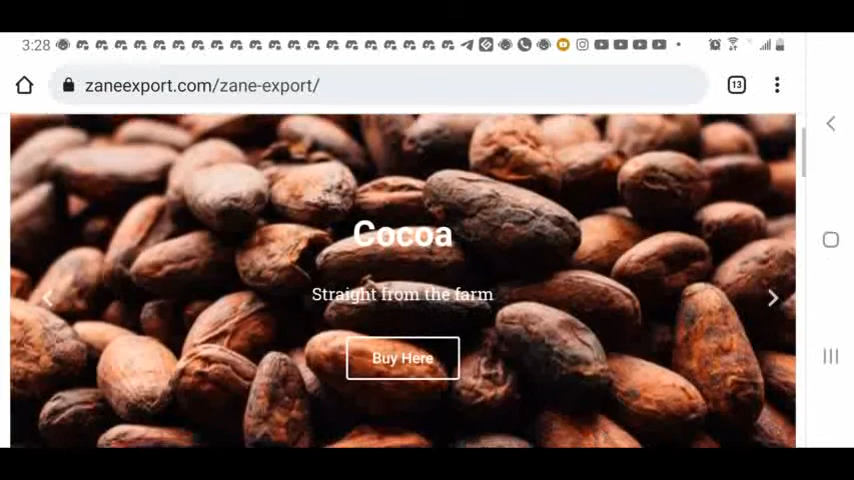 3:28
zaneexport.com/zane-export/
13
Cocoa
Straight from the farm
Buy Here